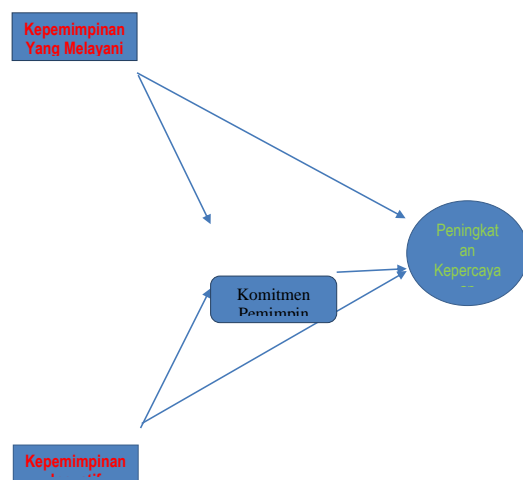 Kepemimpinan
Yang Melayani
Peningkat
an
Kepercaya
Komitmen
Pemimpin
Kepemimpinan